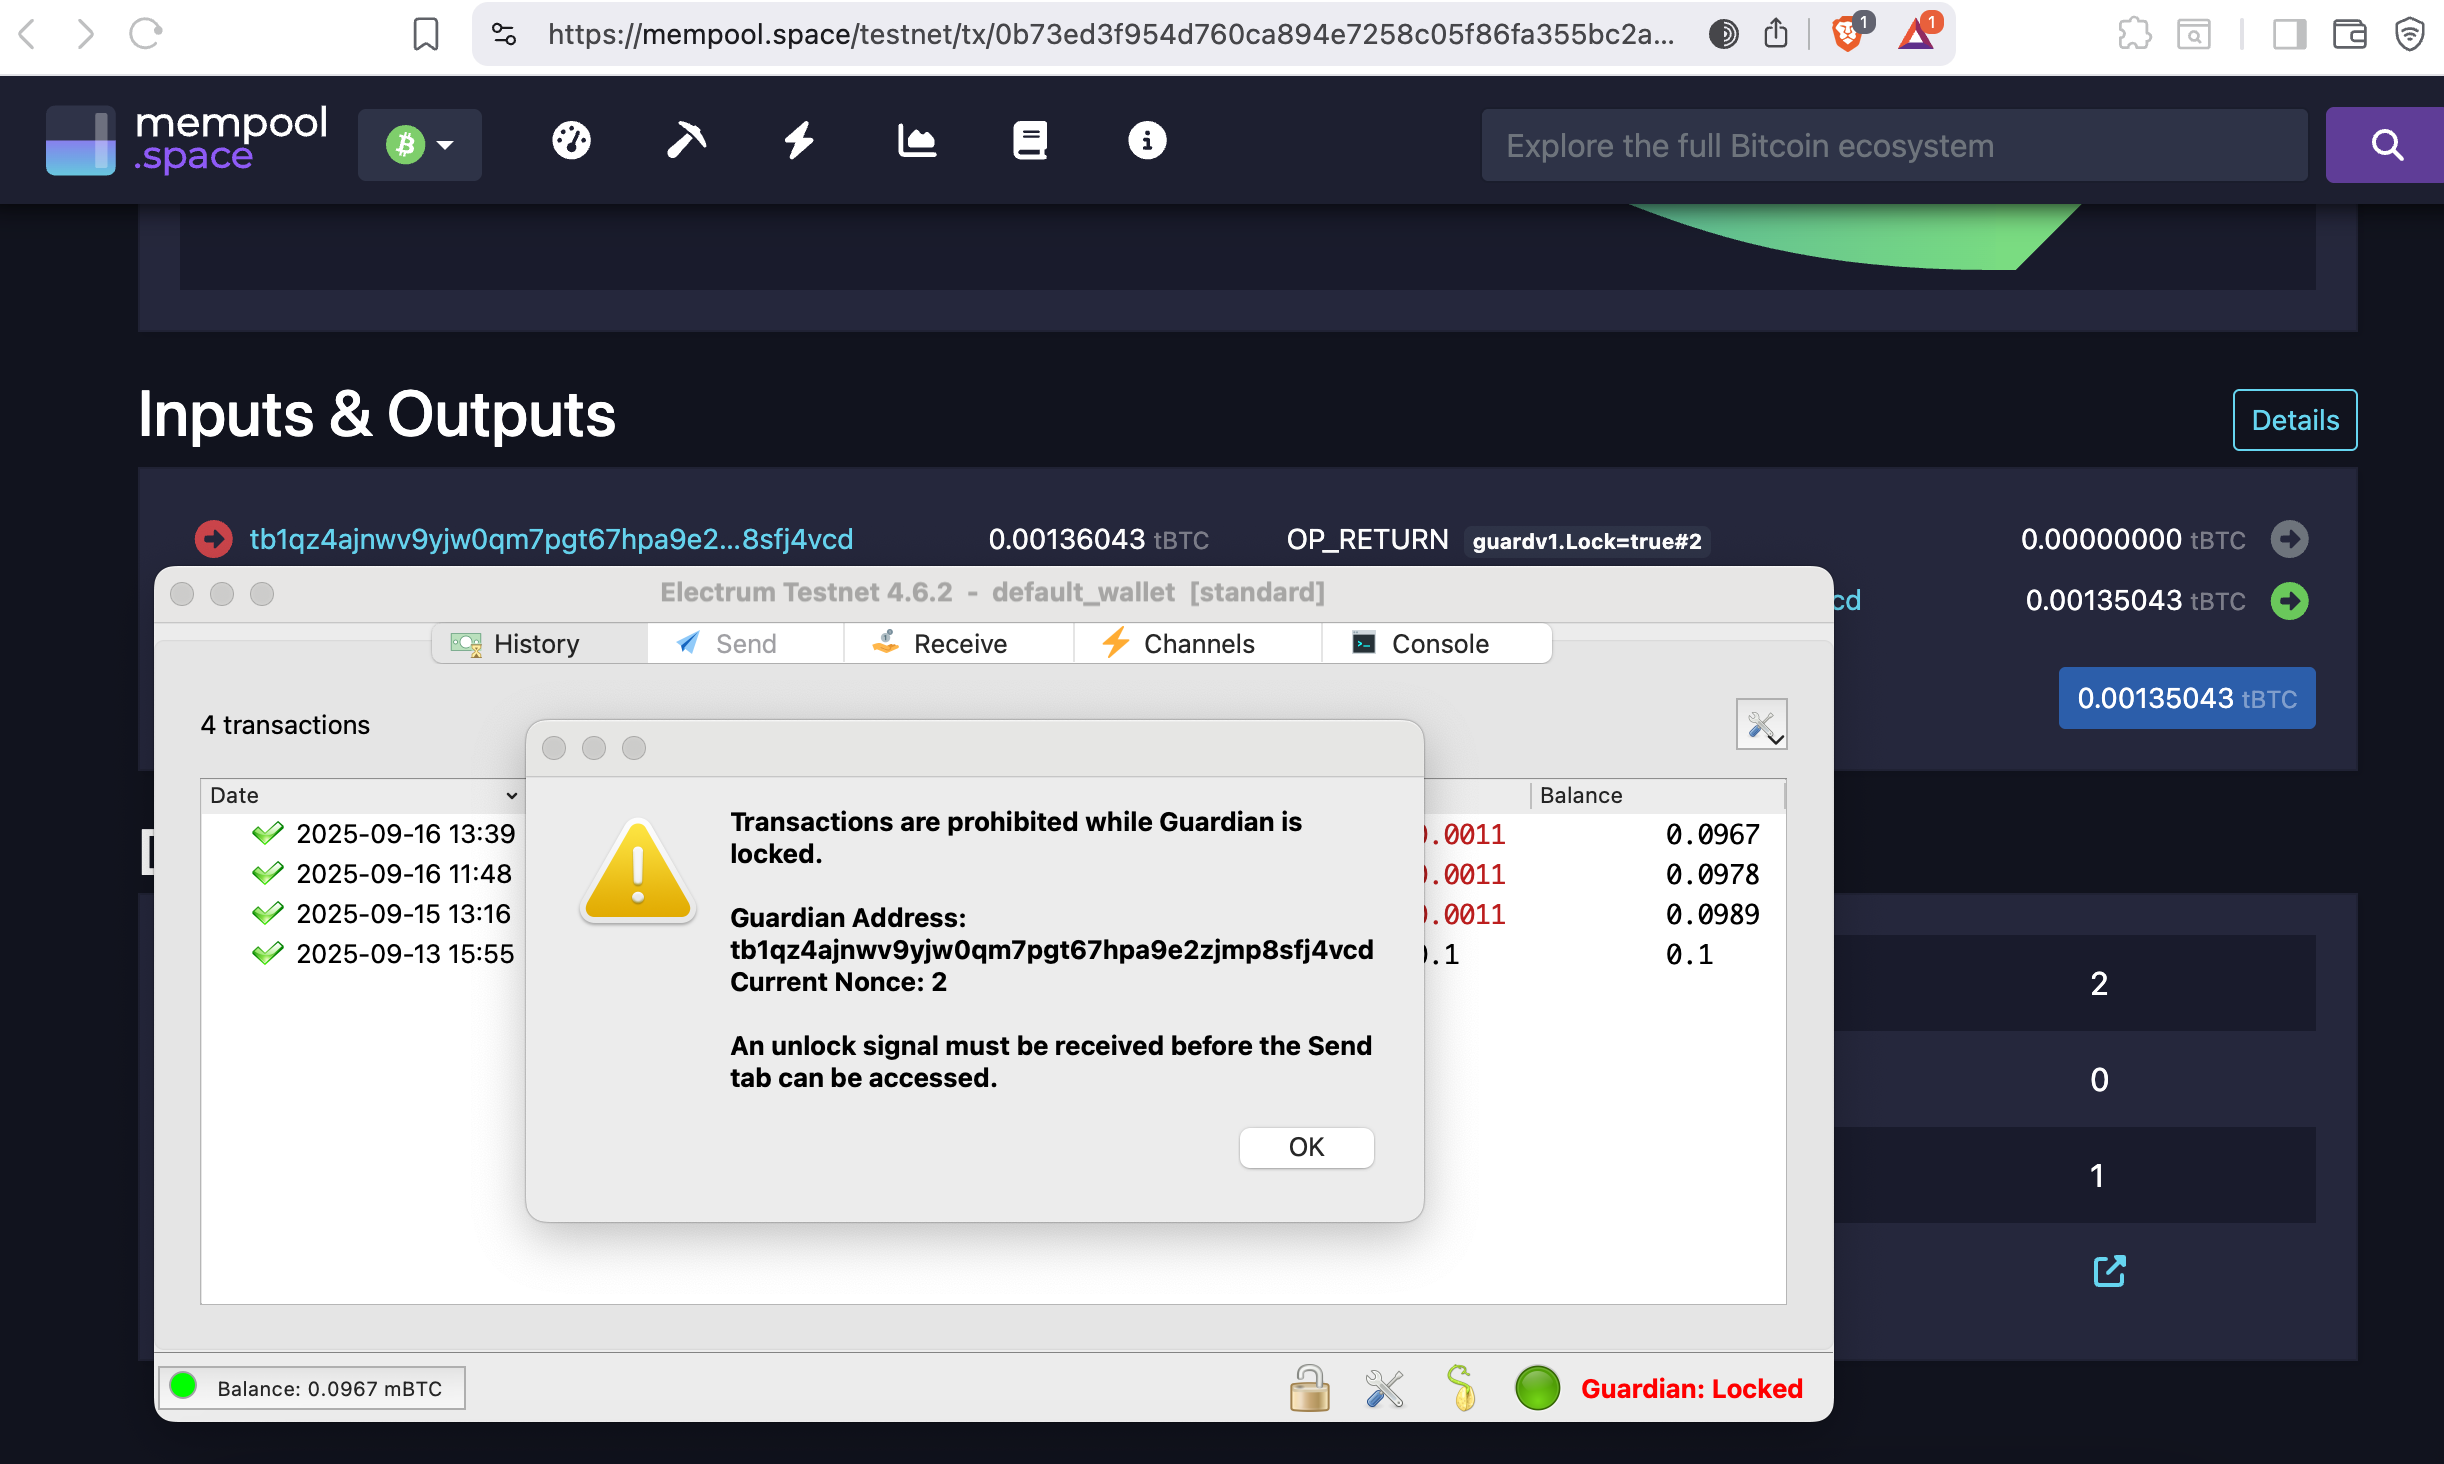 https://mempool.space/testnet/tx/0b73ed3f954d760ca894e7258c05f86fa355bc2a...
1
1
mempool
.space
Explore the full Bitcoin ecosystem
Inputs & Outputs
Details
tb1qz4ajnwv9yjw0qm7pgt67hpa9e2...8sfj4vcd 0.00136043 tBTC OP_RETURN guardv1.Lock=true#2 0.00000000 tBTC
cd 0.00135043 tBTC
0.00135043 tBTC
2
0
1
Electrum Testnet 4.6.2 - default_wallet [standard]
History Send Receive Channels Console
4 transactions
Date Balance
2025-09-16 13:39 .0011 0.0967
2025-09-16 11:48 .0011 0.0978
2025-09-15 13:16 .0011 0.0989
2025-09-13 15:55 .1 0.1
Transactions are prohibited while Guardian is
locked.
Guardian Address:
tb1qz4ajnwv9yjw0qm7pgt67hpa9e2zjmp8sfj4vcd
Current Nonce: 2
An unlock signal must be received before the Send
tab can be accessed.
OK
Balance: 0.0967 mBTC
Guardian: Locked